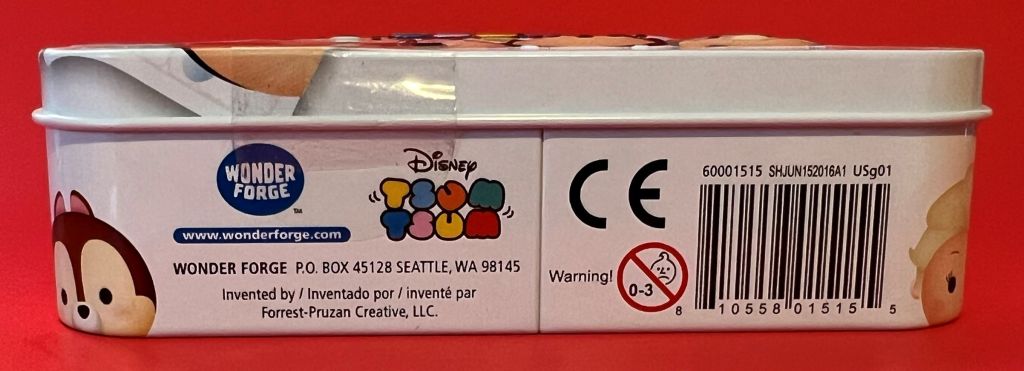 WONDER
FORGE
™
www.wonderforge.com
Disney
TSUM
TSUM
WONDER FORGE P.O. BOX 45128 SEATTLE, WA 98145
Invented by / Inventado por / inventé par
Forrest-Pruzan Creative, LLC.
CE
Warning!
0-3
60001515 SHJUN152016A1 USg01
8 10558 01515 5